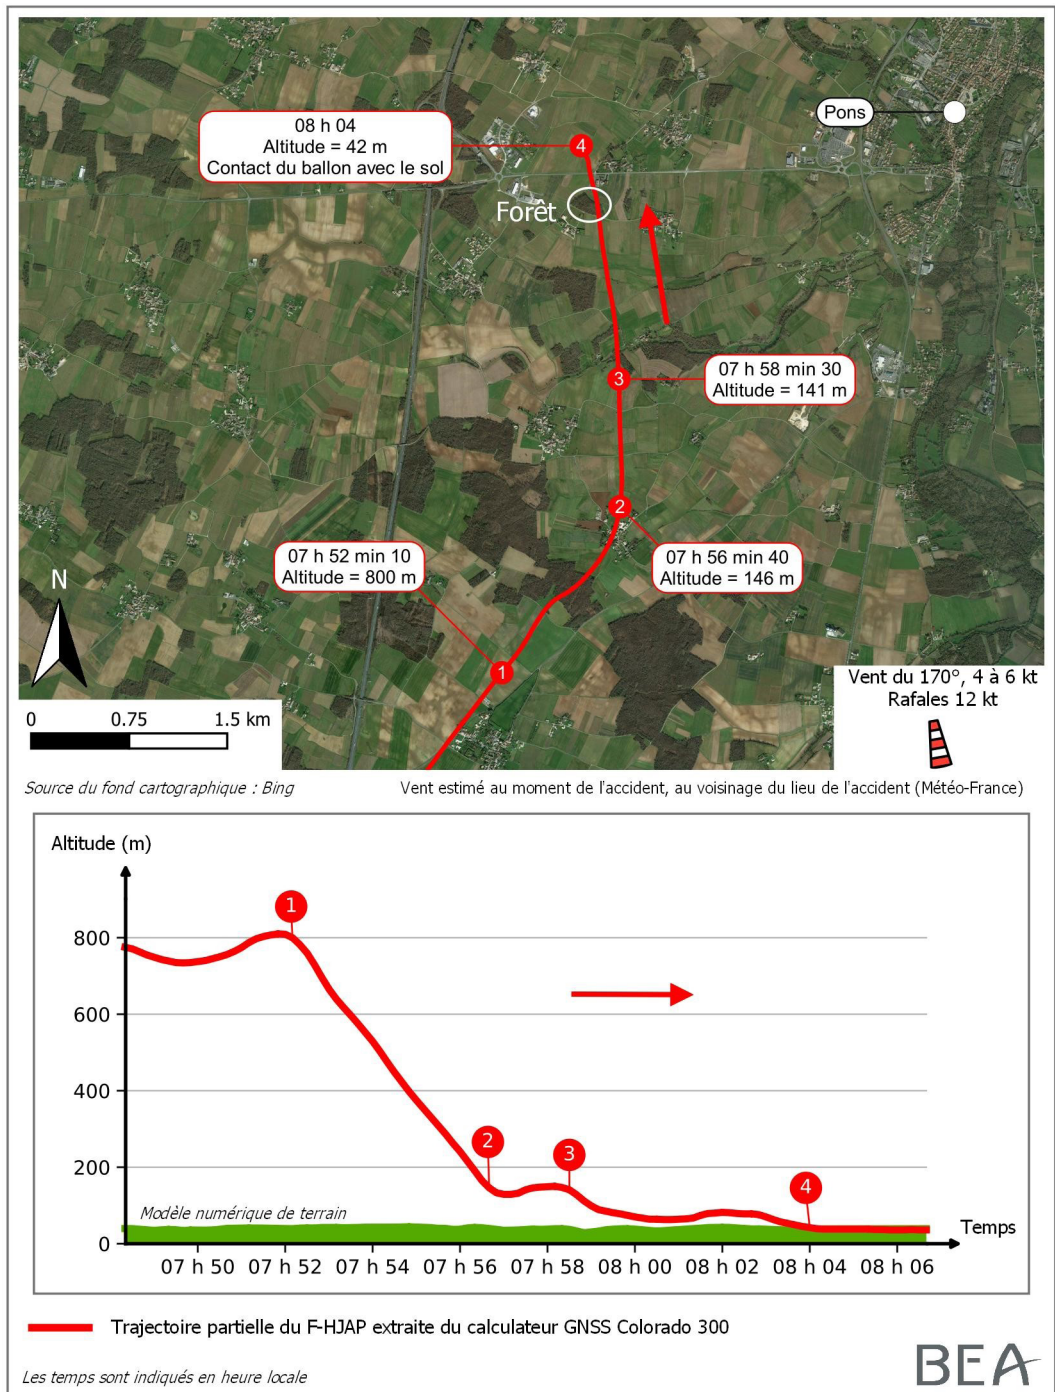 Pons
08 h 04
Altitude = 42 m
Contact du ballon avec le sol
4
Forêt
3
07 h 58 min 30
Altitude = 141 m
2
07 h 52 min 10
Altitude = 800 m
07 h 56 min 40
Altitude = 146 m
N
1
Vent du 170°, 4 à 6 kt
Rafales 12 kt
0 0.75 1.5 km
Source du fond cartographique : Bing
Vent estimé au moment de l'accident, au voisinage du lieu de l'accident (Météo-France)
Altitude (m)
1
800
600
400
2
3
200
4
Modèle numérique de terrain
Temps
0
07 h 50 07 h 52 07 h 54 07 h 56 07 h 58 08 h 00 08 h 02 08 h 04 08 h 06
Trajectoire partielle du F-HJAP extraite du calculateur GNSS Colorado 300
Les temps sont indiqués en heure locale
BEA